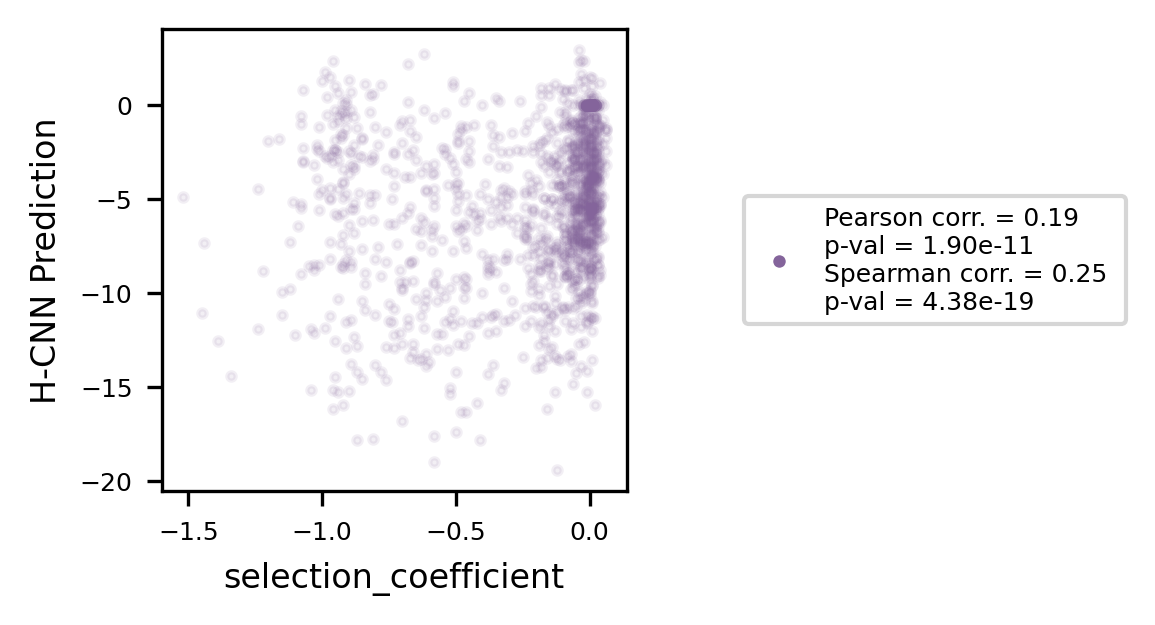 H-CNN Prediction
0
−5
−10
−15
−20
−1.5
−1.0
−0.5
0.0
selection_coefficient
Pearson corr. = 0.19
p-val = 1.90e-11
Spearman corr. = 0.25
p-val = 4.38e-19